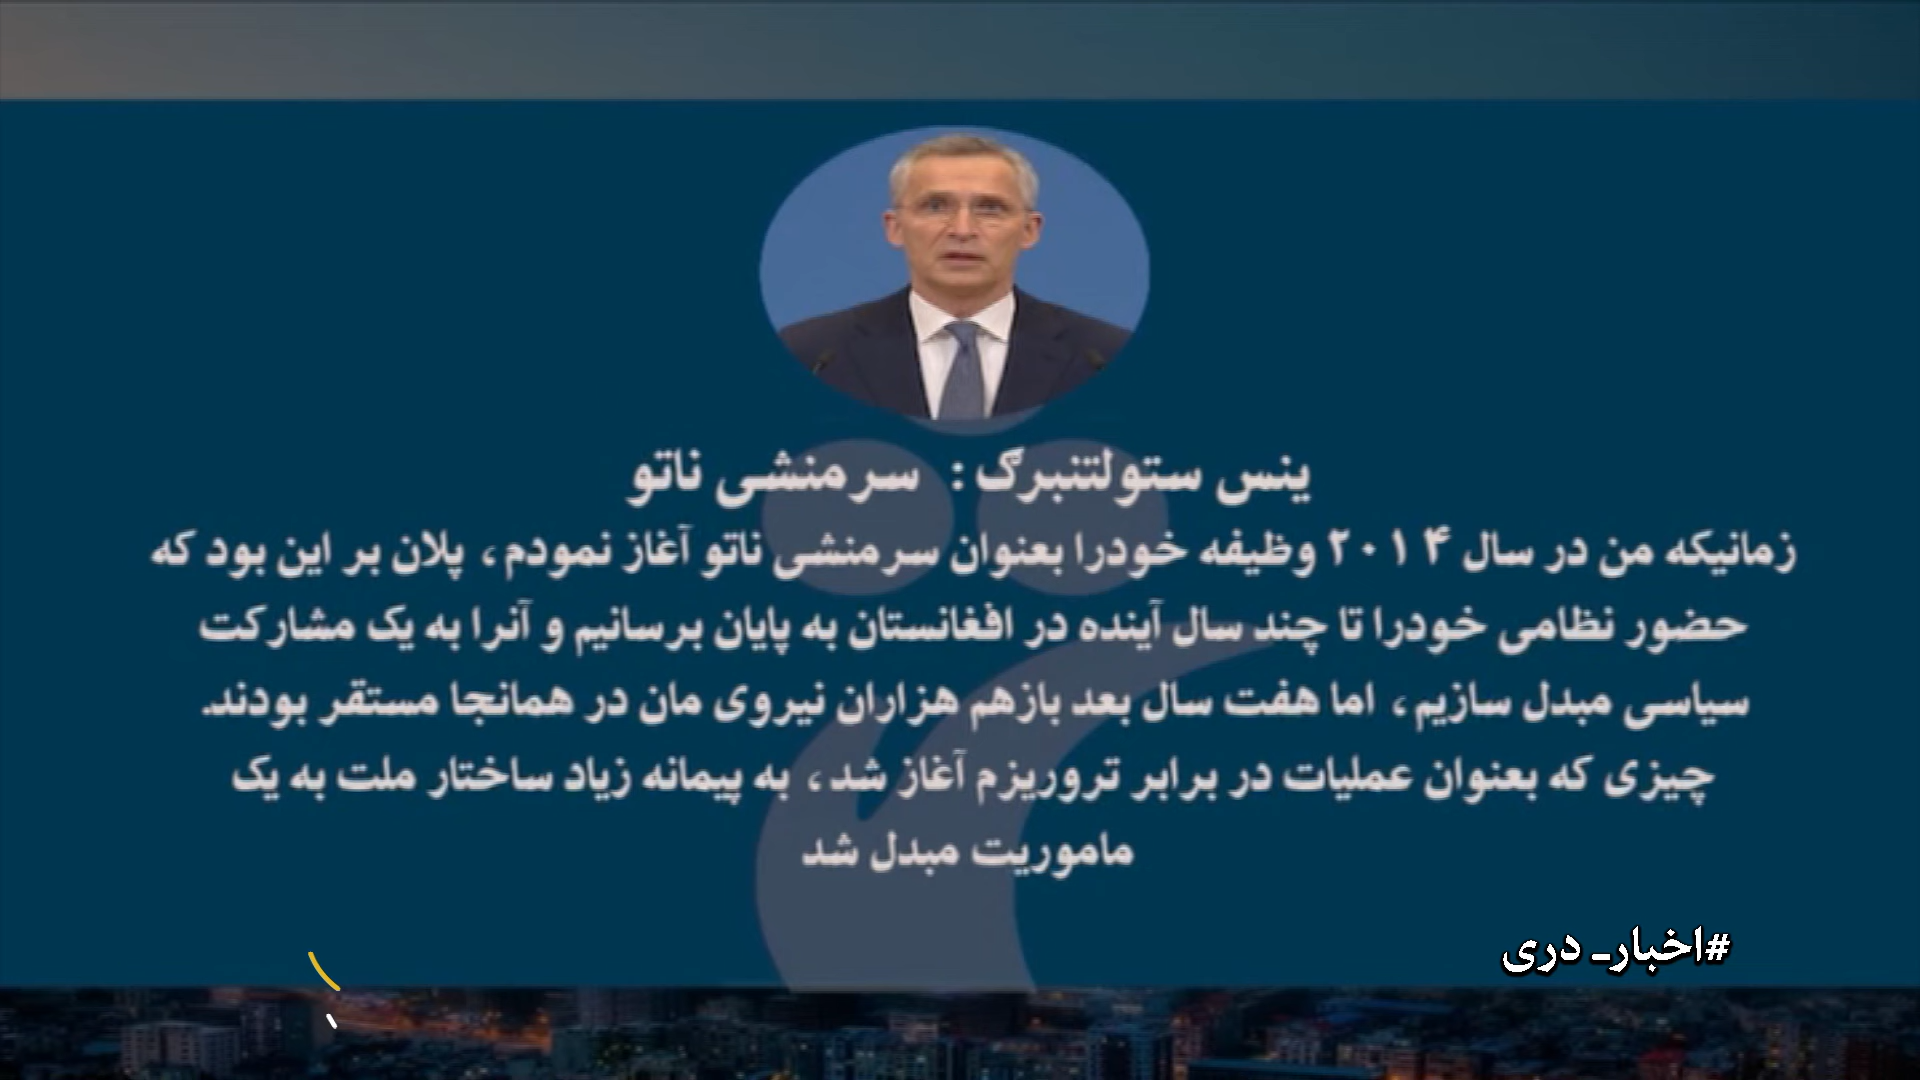 ینس ستولتنبرگ : سرمنشی ناتو
زمانیکه من در سال ۲۰۱۴ وظیفه خودرا بعنوان سرمنشی ناتو آغاز نمودم، پلان بر این بود که
حضور نظامی خودرا تا چند سال آینده در افغانستان به پایان برسانیم و آنرا به یک مشارکت
سیاسی مبدل سازیم، اما هفت سال بعد بازهم هزاران نیروی مان در همانجا مستقر بودند.
چیزی که بعنوان عملیات در برابر تروریزم آغاز شد، به پیمانه زیاد ساختار ملت به یک
ماموریت مبدل شد
#اخبارـ دری